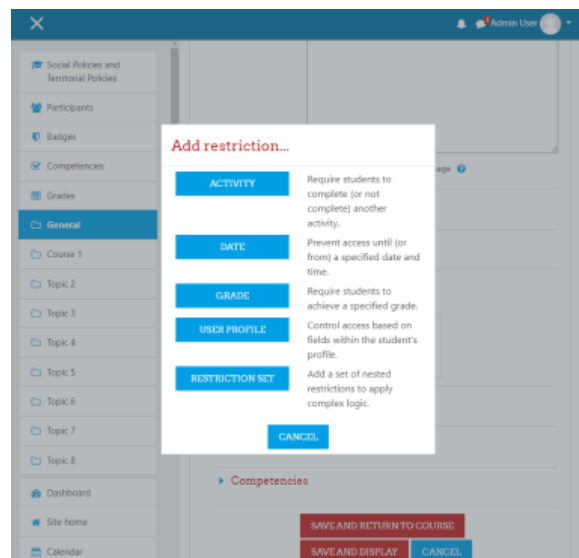 Admin User
Social Policies and
Territorial Policies
Participants
Badges
Competencies
Grades
General
Course 1
Topic 2
Topic 3
Topic 4
Topic 5
Topic 6
Topic 7
Topic 8
Dashboard
Site home
Calendar
Add restriction...
ACTIVITY
Require students to
complete (or not
complete) another
activity.
DATE
Prevent access until (or
from) a specified date and
time.
GRADE
Require students to
achieve a specified grade.
USER PROFILE
Control access based on
fields within the student's
profile.
RESTRICTION SET
Add a set of nested
restrictions to apply
complex logic.
CANCEL
Competencies
SAVE AND RETURN TO COURSE
SAVE AND DISPLAY
CANCEL